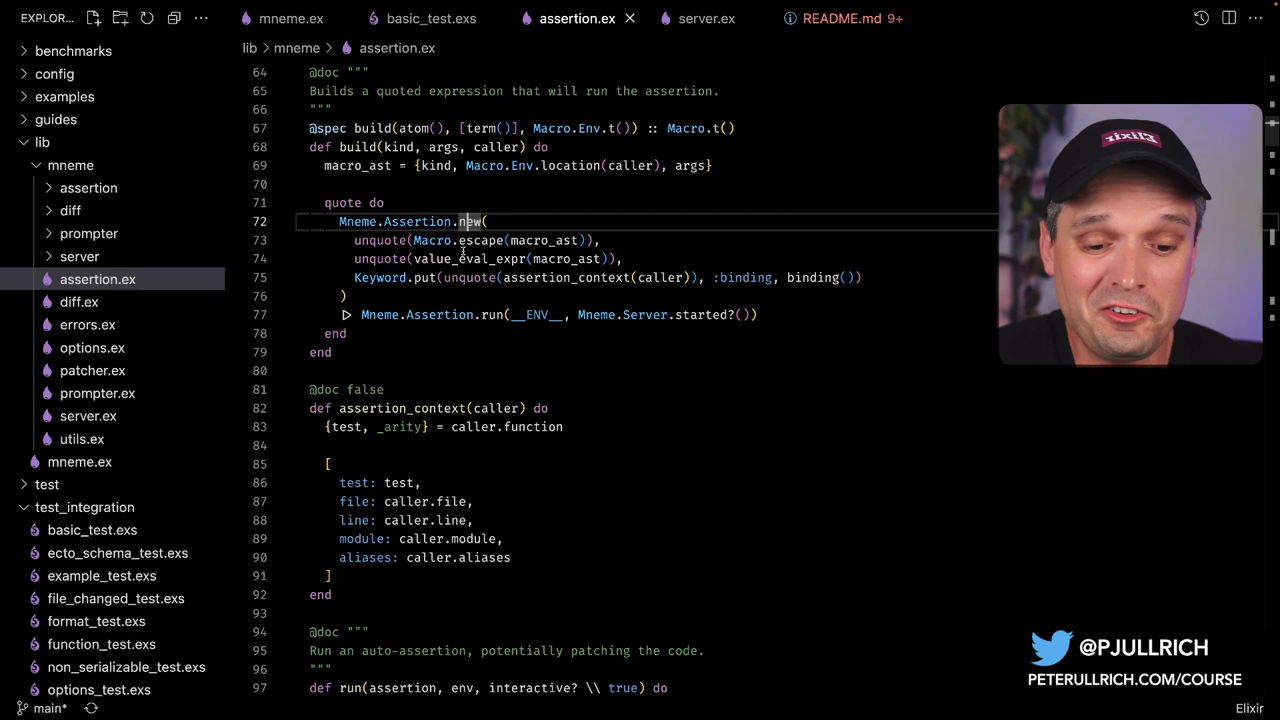 EXPLOR...
mneme.ex
basic_test.exs
assertion.ex
server.ex
README.md 9+
lib > mneme > assertion.ex
benchmarks
config
examples
guides
lib
mneme
assertion
diff
prompter
server
assertion.ex
diff.ex
errors.ex
options.ex
patcher.ex
prompter.ex
server.ex
utils.ex
mneme.ex
test
test_integration
basic_test.exs
ecto_schema_test.exs
example_test.exs
file_changed_test.exs
format_test.exs
function_test.exs
non_serializable_test.exs
options_test.exs
64 @doc """
65 Builds a quoted expression that will run the assertion.
66 """
67 @spec build(atom(), [term()], Macro.Env.t()) :: Macro.t()
68 def build(kind, args, caller) do
69 macro_ast = {kind, Macro.Env.location(caller), args}
70
71 quote do
72 Mneme.Assertion.new(
73 unquote(Macro.escape(macro_ast)),
74 unquote(value_eval_expr(macro_ast)),
75 Keyword.put(unquote(assertion_context(caller)), :binding, binding())
76 )
77 |> Mneme.Assertion.run(__ENV__, Mneme.Server.started?())
78 end
79 end
80
81 @doc false
82 def assertion_context(caller) do
83 {test, _arity} = caller.function
84
85 [
86 test: test,
87 file: caller.file,
88 line: caller.line,
89 module: caller.module,
90 aliases: caller.aliases
91 ]
92 end
93
94 @doc """
95 Run an auto-assertion, potentially patching the code.
96 """
97 def run(assertion, env, interactive? \\ true) do
elixir
@PJULLRICH
PETERULLRICH.COM/COURSE
main*
Elixir